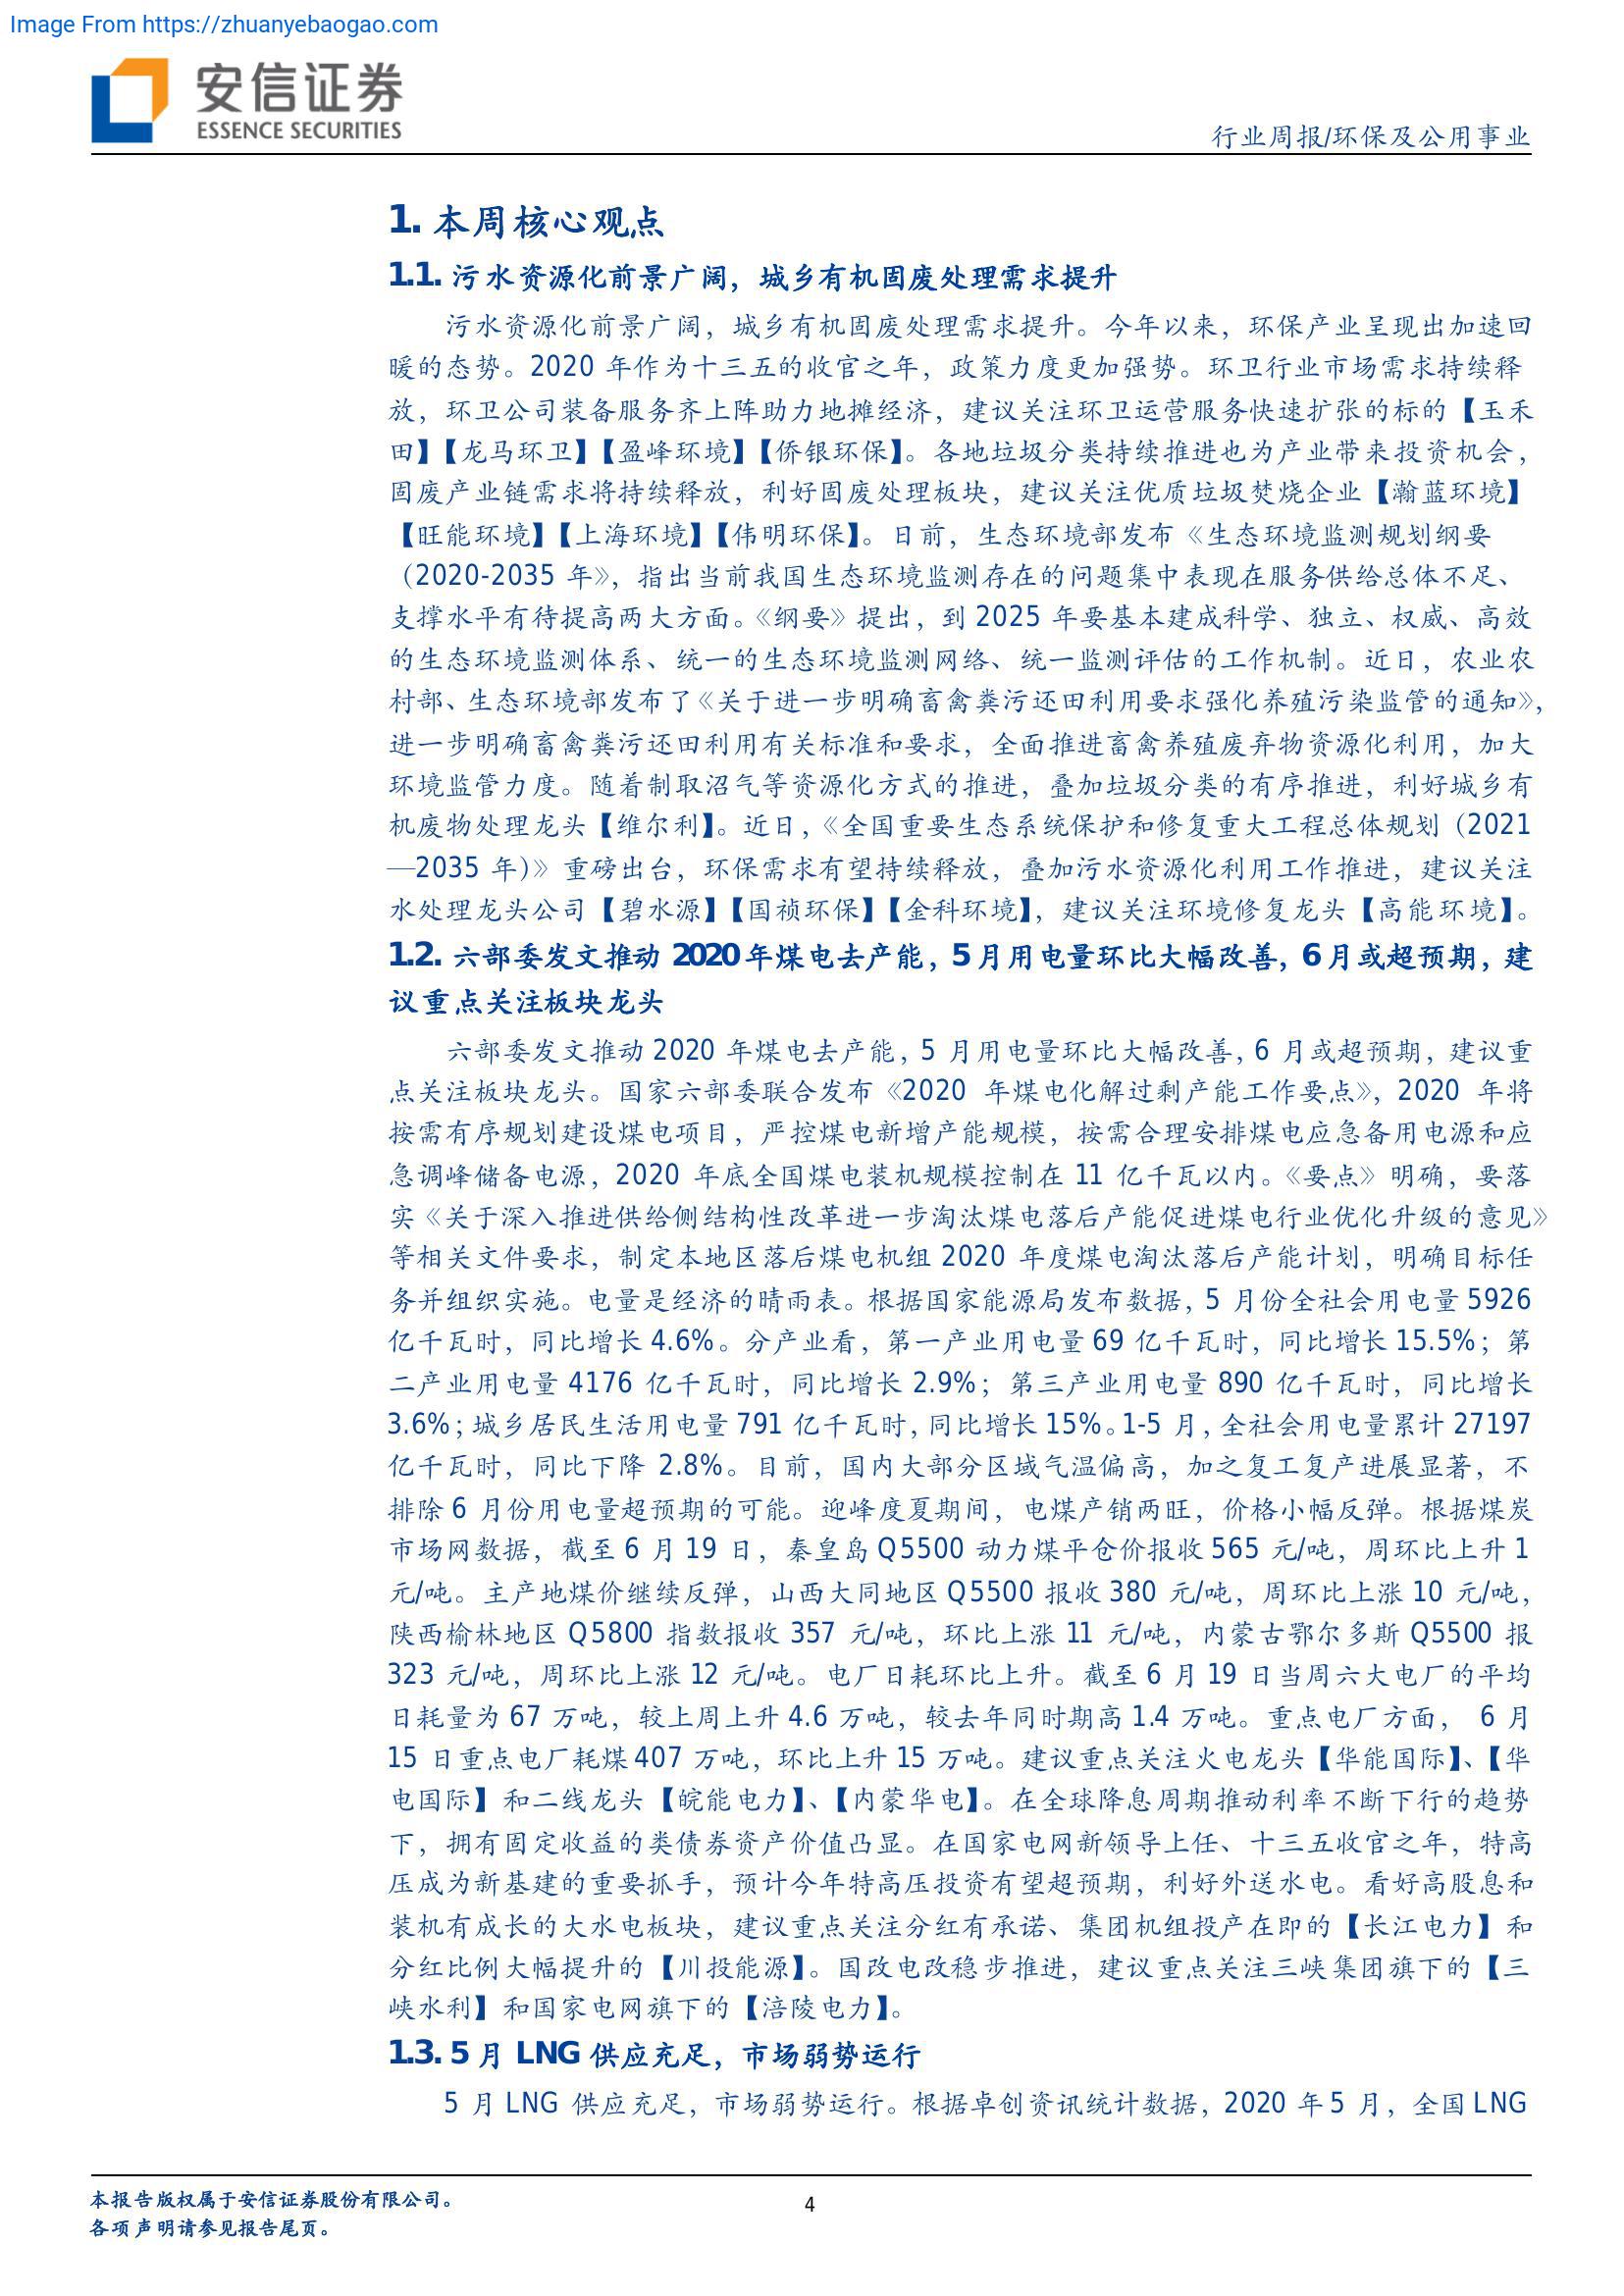 Image From https://zhuanyebaogao.com
安信证券
ESSENCE SECURITIES
行业周报/环保及公用事业
1. 本周核心观点
1.1. 污水资源化前景广阔，城乡有机固废处理需求提升
污水资源化前景广阔，城乡有机固废处理需求提升。今年以来，环保产业呈现出加速回
暖的态势。2020 年作为十三五的收官之年，政策力度更加强势。环卫行业市场需求持续释
放，环卫公司装备服务齐上阵助力地摊经济，建议关注环卫运营服务快速扩张的标的【玉禾
田】【龙马环卫】【盈峰环境】【侨银环保】。各地垃圾分类持续推进也为产业带来投资机会，
固废产业链需求将持续释放，利好固废处理板块，建议关注优质垃圾焚烧企业【瀚蓝环境】
【旺能环境】【上海环境】【伟明环保】。日前，生态环境部发布《生态环境监测规划纲要
（2020-2035 年》，指出当前我国生态环境监测存在的问题集中表现在服务供给总体不足、
支撑水平有待提高两大方面。《纲要》提出，到 2025 年要基本建成科学、独立、权威、高效
的生态环境监测体系、统一的生态环境监测网络、统一监测评估的工作机制。近日，农业农
村部、生态环境部发布了《关于进一步明确畜禽粪污还田利用要求强化养殖污染监管的通知》，
进一步明确畜禽粪污还田利用有关标准和要求，全面推进畜禽养殖废弃物资源化利用，加大
环境监管力度。随着制取沼气等资源化方式的推进，叠加垃圾分类的有序推进，利好城乡有
机废物处理龙头【维尔利】。近日，《全国重要生态系统保护和修复重大工程总体规划（2021
—2035 年)》重磅出台，环保需求有望持续释放，叠加污水资源化利用工作推进，建议关注
水处理龙头公司【碧水源】【国祯环保】【金科环境】，建议关注环境修复龙头【高能环境】。
1.2. 六部委发文推动 2020 年煤电去产能，5 月用电量环比大幅改善，6 月或超预期，建
议重点关注板块龙头
六部委发文推动 2020 年煤电去产能，5 月用电量环比大幅改善，6 月或超预期，建议重
点关注板块龙头。国家六部委联合发布《2020 年煤电化解过剩产能工作要点》，2020 年将
按需有序规划建设煤电项目，严控煤电新增产能规模，按需合理安排煤电应急备用电源和应
急调峰储备电源，2020 年底全国煤电装机规模控制在 11 亿千瓦以内。《要点》明确，要落
实《关于深入推进供给侧结构性改革进一步淘汰煤电落后产能促进煤电行业优化升级的意见》
等相关文件要求，制定本地区落后煤电机组 2020 年度煤电淘汰落后产能计划，明确目标任
务并组织实施。电量是经济的晴雨表。根据国家能源局发布数据，5 月份全社会用电量 5926
亿千瓦时，同比增长 4.6%。分产业看，第一产业用电量 69 亿千瓦时，同比增长 15.5%；第
二产业用电量 4176 亿千瓦时，同比增长 2.9%；第三产业用电量 890 亿千瓦时，同比增长
3.6%；城乡居民生活用电量 791 亿千瓦时，同比增长 15%。1-5 月，全社会用电量累计 27197
亿千瓦时，同比下降 2.8%。目前，国内大部分区域气温偏高，加之复工复产进展显著，不
排除 6 月份用电量超预期的可能。迎峰度夏期间，电煤产销两旺，价格小幅反弹。根据煤炭
市场网数据，截至 6 月 19 日，秦皇岛 Q5500 动力煤平仓价报收 565 元/吨，周环比上升 1
元/吨。主产地煤价继续反弹，山西大同地区 Q5500 报收 380 元/吨，周环比上涨 10 元/吨，
陕西榆林地区 Q5800 指数报收 357 元/吨，环比上涨 11 元/吨，内蒙古鄂尔多斯 Q5500 报
323 元/吨，周环比上涨 12 元/吨。电厂日耗环比上升。截至 6 月 19 日当周六大电厂的平均
日耗量为 67 万吨，较上周上升 4.6 万吨，较去年同时期高 1.4 万吨。重点电厂方面， 6 月
15 日重点电厂耗煤 407 万吨，环比上升 15 万吨。建议重点关注火电龙头【华能国际】、【华
电国际】和二线龙头【皖能电力】、【内蒙华电】。在全球降息周期推动利率不断下行的趋势
下，拥有固定收益的类债券资产价值凸显。在国家电网新领导上任、十三五收官之年，特高
压成为新基建的重要抓手，预计今年特高压投资有望超预期，利好外送水电。看好高股息和
装机有成长的大水电板块，建议重点关注分红有承诺、集团机组投产在即的【长江电力】和
分红比例大幅提升的【川投能源】。国改电改稳步推进，建议重点关注三峡集团旗下的【三
峡水利】和国家电网旗下的【涪陵电力】。
1.3. 5 月 LNG 供应充足，市场弱势运行
5 月 LNG 供应充足，市场弱势运行。根据卓创资讯统计数据，2020 年 5 月，全国 LNG
本报告版权属于安信证券股份有限公司。
各项声明请参见报告尾页。
4